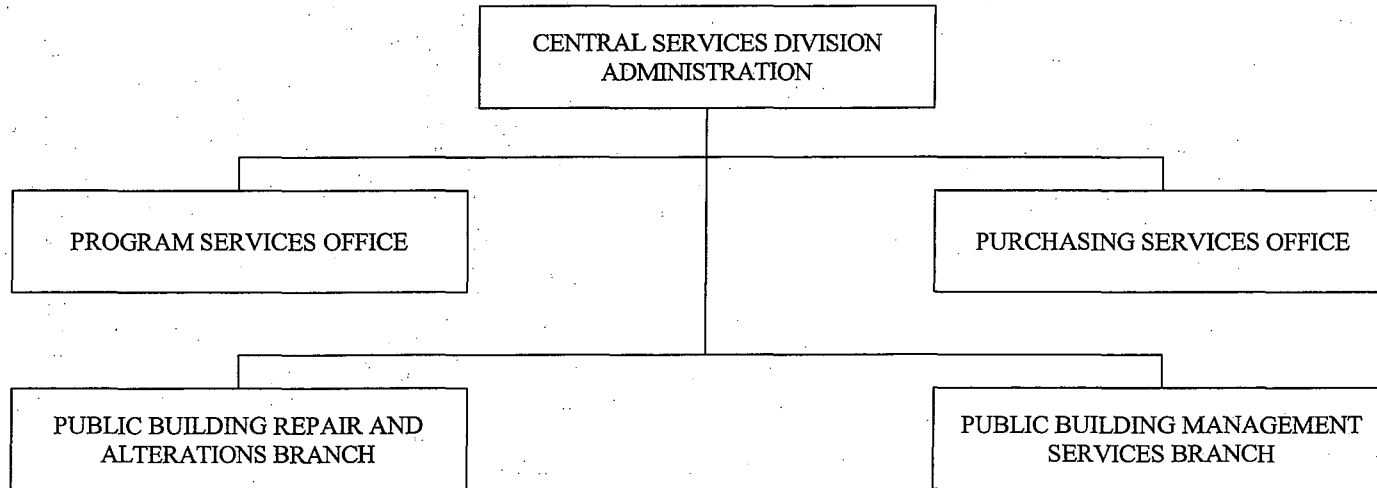 CENTRAL SERVICES DIVISION
ADMINISTRATION
PROGRAM SERVICES OFFICE
PURCHASING SERVICES OFFICE
PUBLIC BUILDING REPAIR AND
ALTERATIONS BRANCH
PUBLIC BUILDING MANAGEMENT
SERVICES BRANCH